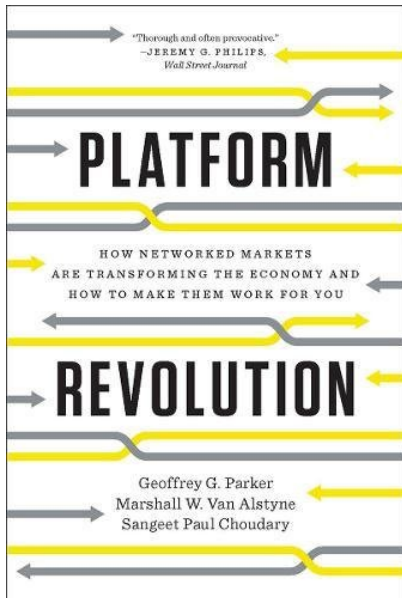 "Thorough and often provocative."
—JEREMY G. PHILIPS,
Wall Street Journal
PLATFORM
HOW NETWORKED MARKETS
ARE TRANSFORMING THE ECONOMY AND
HOW TO MAKE THEM WORK FOR YOU
REVOLUTION
Geoffrey G. Parker
Marshall W. Van Alstyne
Sangeet Paul Choudary